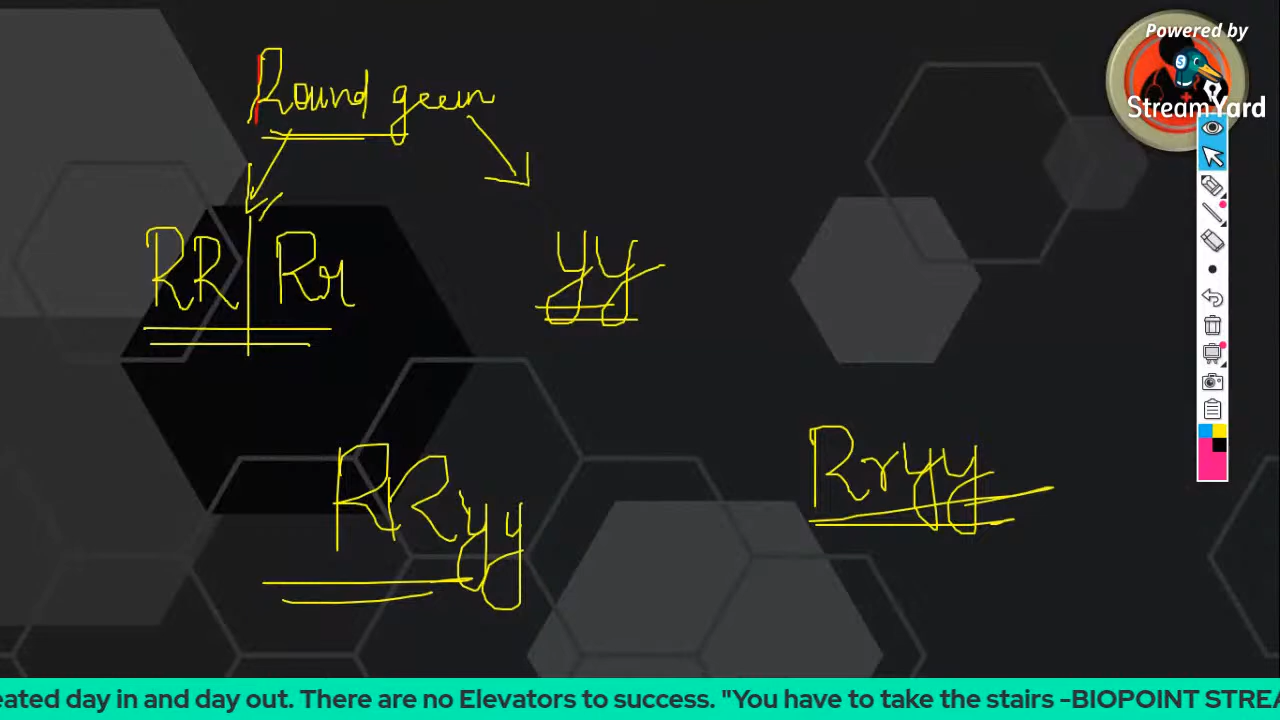 Powered by
StreamYard
Round geen
RR Rr
yy
RRyy
Rryy
eated day in and day out. There are no Elevators to success. "You have to take the stairs -BIOPOINT STREA